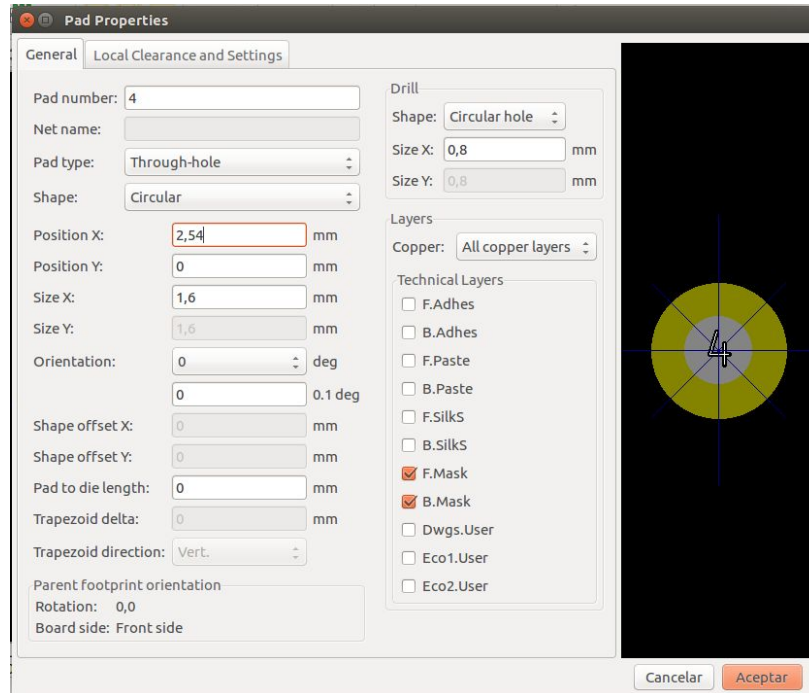 Pad Properties
General
Local Clearance and Settings
Pad number: 4
Net name:
Pad type: Through-hole
Shape: Circular
Position X: 2,54 mm
Position Y: 0 mm
Size X: 1,6 mm
Size Y: 1,6 mm
Orientation: 0 deg
0 0.1 deg
Shape offset X: 0 mm
Shape offset Y: 0 mm
Pad to die length: 0 mm
Trapezoid delta: 0 mm
Trapezoid direction: Vert.
Parent footprint orientation
Rotation: 0,0
Board side: Front side
Drill
Shape: Circular hole
Size X: 0,8 mm
Size Y: 0,8 mm
Layers
Copper: All copper layers
Technical Layers
F.Adhes
B.Adhes
F.Paste
B.Paste
F.SilkS
B.SilkS
F.Mask
B.Mask
Dwgs.User
Eco1.User
Eco2.User
4
Cancelar
Aceptar